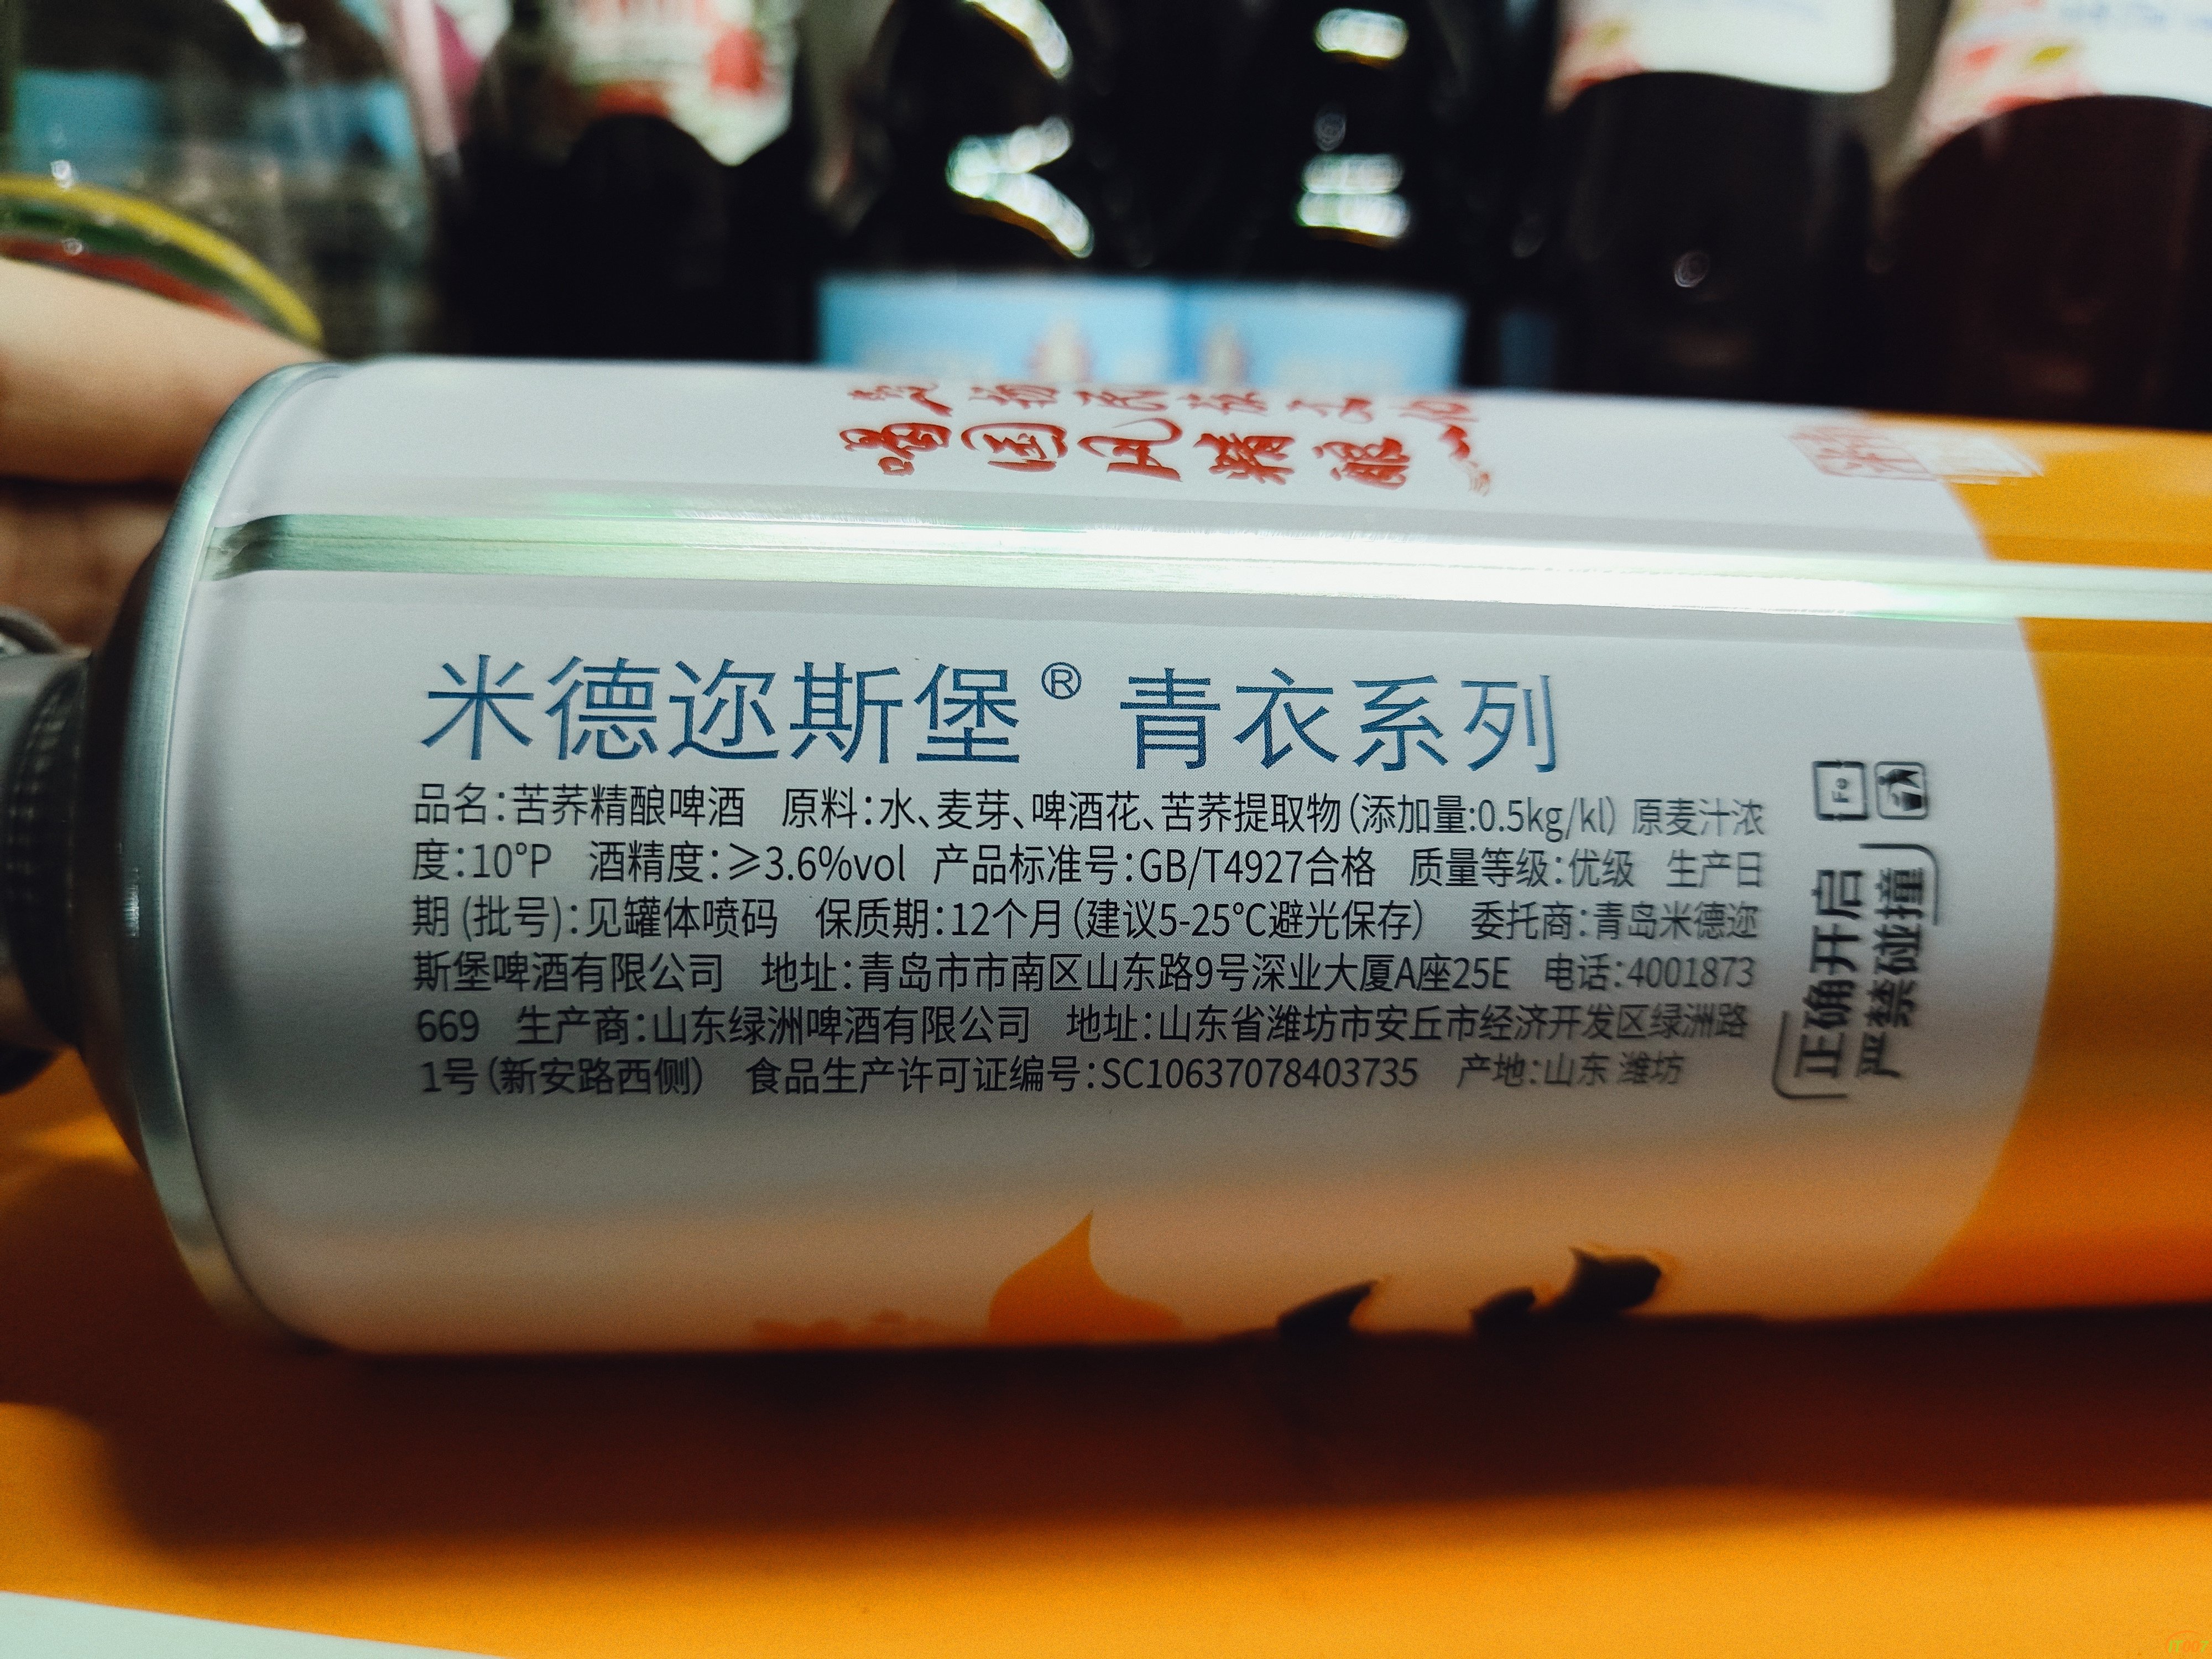 喝国风精酿
米德迩斯堡® 青衣系列
品名:苦荞精酿啤酒 原料:水、麦芽、啤酒花、苦荞提取物(添加量:0.5kg/kl) 原麦汁浓
度:10°P 酒精度:≥3.6%vol 产品标准号:GB/T4927合格 质量等级:优级 生产日
期(批号):见罐体喷码 保质期:12个月(建议5-25℃避光保存) 委托商:青岛米德迩
斯堡啤酒有限公司 地址:青岛市市南区山东路9号深业大厦A座25E 电话:4001873
669 生产商:山东绿洲啤酒有限公司 地址:山东省潍坊市安丘市经济开发区绿洲路
1号(新安路西侧) 食品生产许可证编号:SC10637078403735 产地:山东 潍坊
Fe
正确开启
严禁碰撞